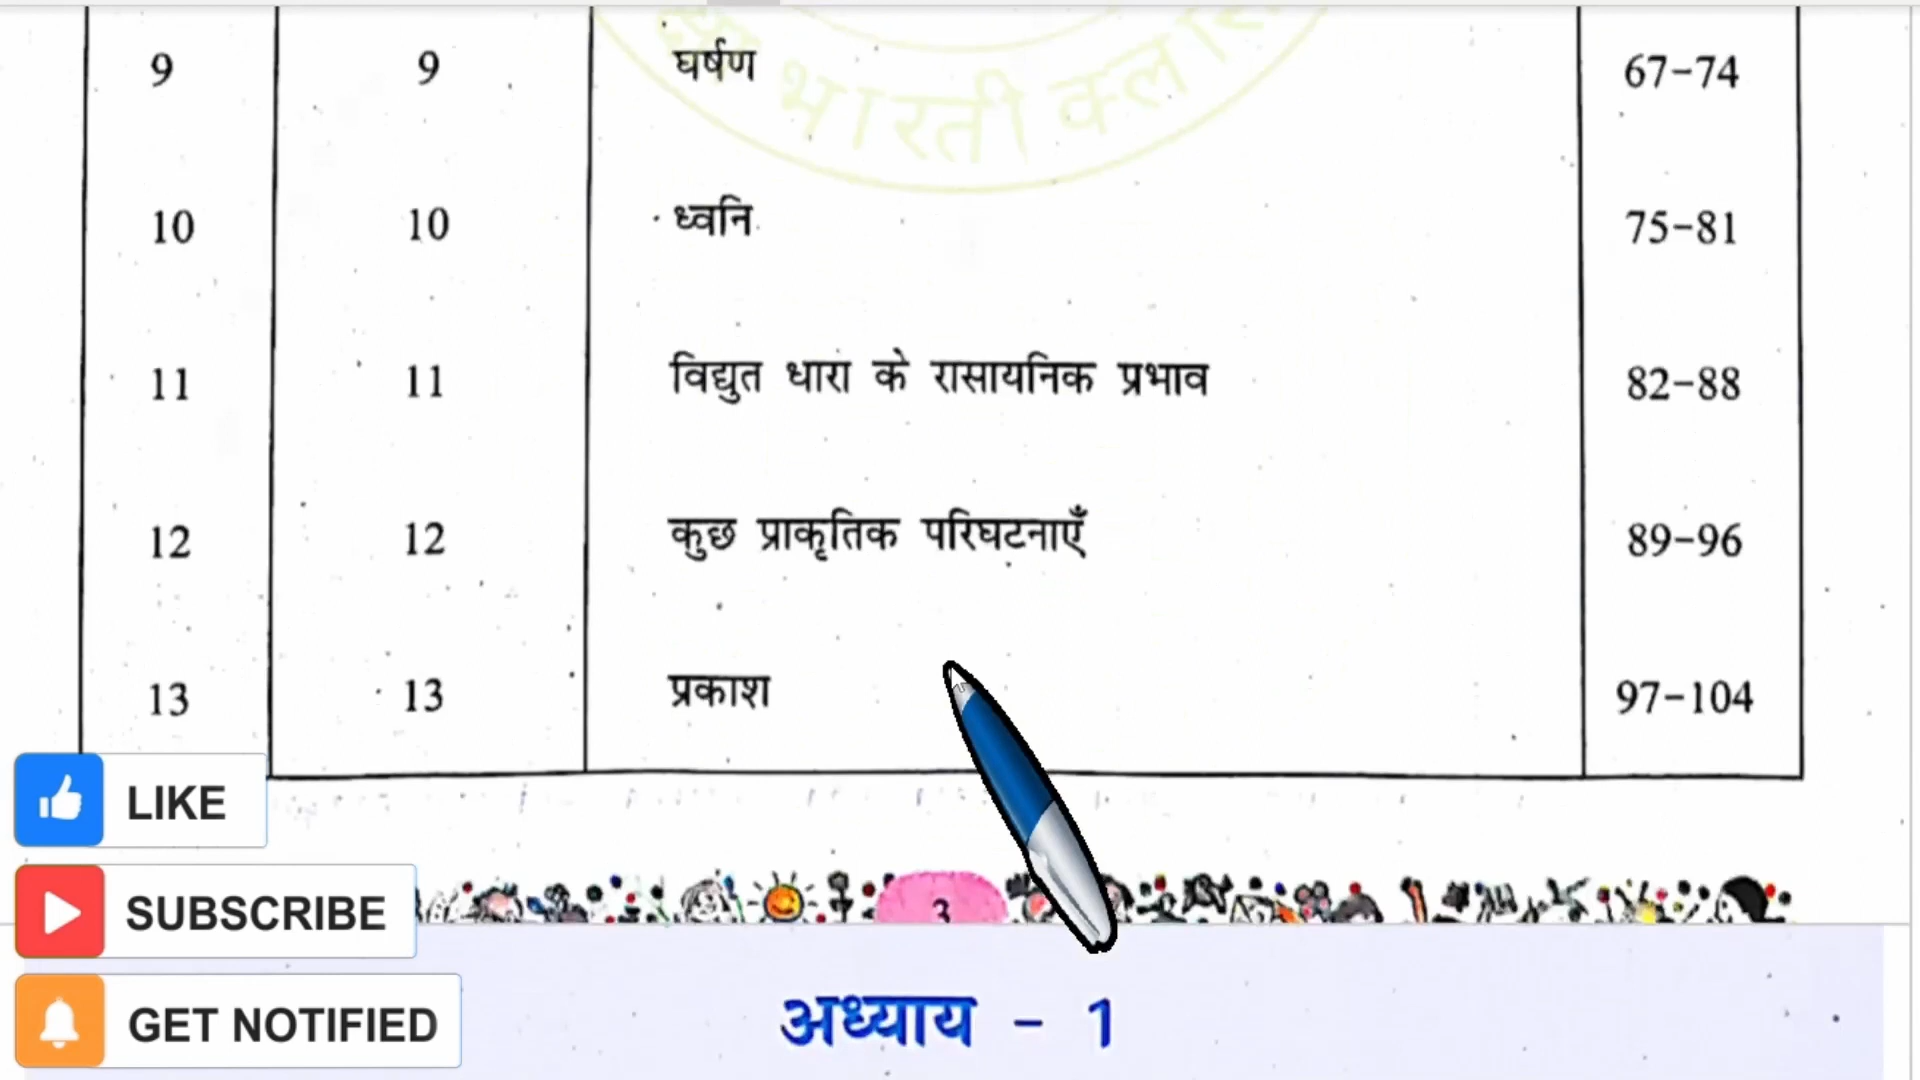 9 9 घर्षण 67-74
भारती क्लासेस
10 10 ध्वनि 75-81
11 11 विद्युत धारा के रासायनिक प्रभाव 82-88
12 12 कुछ प्राकृतिक परिघटनाएँ 89-96
13 13 प्रकाश 97-104
LIKE
SUBSCRIBE
3
GET NOTIFIED
अध्याय - 1